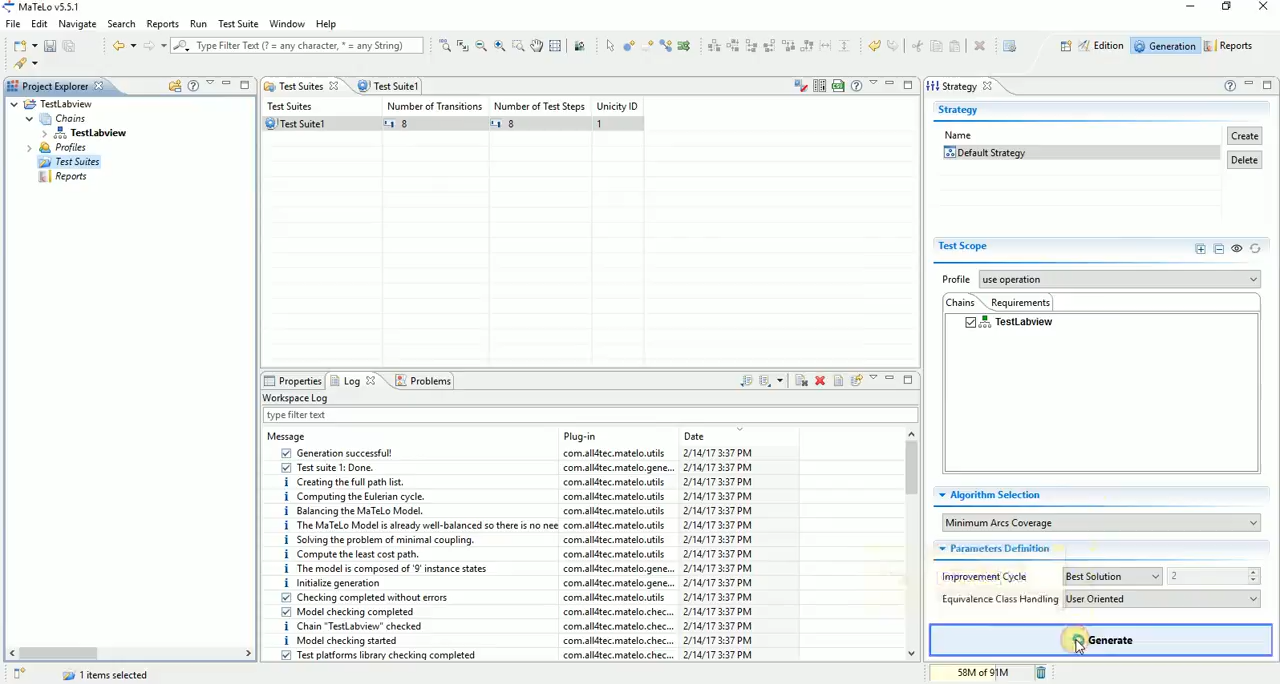 MaTeLo v5.5.1
File Edit Navigate Search Reports Run Test Suite Window Help
Type Filter Text (? = any character, * = any String)
Edition Generation Reports
Project Explorer
TestLabview
Chains
TestLabview
Profiles
Test Suites
Reports
Test Suites Test Suite1
Test Suites Number of Transitions Number of Test Steps Unicity ID
Test Suite1 8 8 1
Properties Log Problems
Workspace Log
type filter text
Message Plug-in Date
Generation successful! com.all4tec.matelo.utils 2/14/17 3:37 PM
Test suite 1: Done. com.all4tec.matelo.gene... 2/14/17 3:37 PM
Creating the full path list. com.all4tec.matelo.utils 2/14/17 3:37 PM
Computing the Eulerian cycle. com.all4tec.matelo.utils 2/14/17 3:37 PM
Balancing the MaTeLo Model. com.all4tec.matelo.utils 2/14/17 3:37 PM
The MaTeLo Model is already well-balanced so there is no nee com.all4tec.matelo.utils 2/14/17 3:37 PM
Solving the problem of minimal coupling. com.all4tec.matelo.utils 2/14/17 3:37 PM
Compute the least cost path. com.all4tec.matelo.utils 2/14/17 3:37 PM
The model is composed of '9' instance states com.all4tec.matelo.gene... 2/14/17 3:37 PM
Initialize generation com.all4tec.matelo.gene... 2/14/17 3:37 PM
Checking completed without errors com.all4tec.matelo.utils 2/14/17 3:37 PM
Model checking completed com.all4tec.matelo.chec... 2/14/17 3:37 PM
Chain "TestLabview" checked com.all4tec.matelo.chec... 2/14/17 3:37 PM
Model checking started com.all4tec.matelo.chec... 2/14/17 3:37 PM
Test platforms library checking completed com.all4tec.matelo.chec... 2/14/17 3:37 PM
Strategy
Strategy
Name
Create
Default Strategy
Delete
Test Scope
Profile use operation
Chains Requirements
TestLabview
Algorithm Selection
Minimum Arcs Coverage
Parameters Definition
Improvement Cycle Best Solution 2
Equivalence Class Handling User Oriented
Generate
1 items selected
58M of 91M